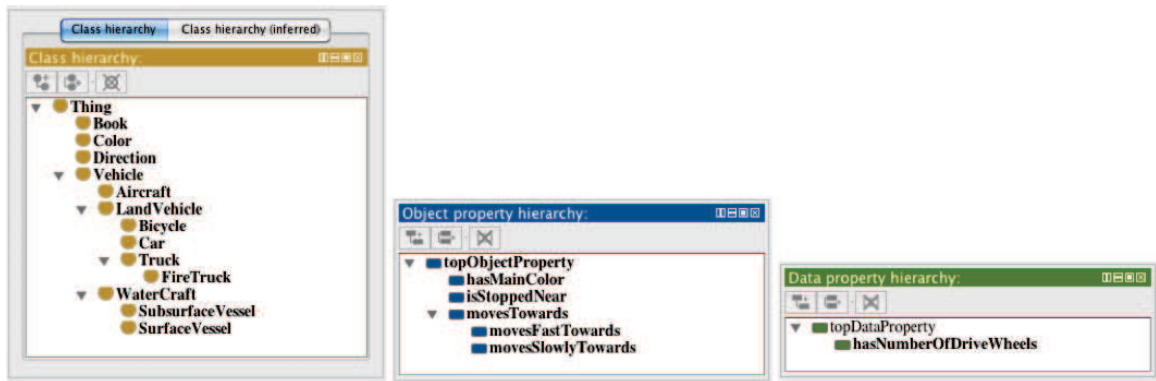 Class hierarchy Class hierarchy (inferred)
Class hierarchy:
Thing
Book
Color
Direction
Vehicle
Aircraft
LandVehicle
Bicycle
Car
Truck
FireTruck
WaterCraft
SubsurfaceVessel
SurfaceVessel
Object property hierarchy:
topObjectProperty
hasMainColor
isStoppedNear
movesTowards
movesFastTowards
movesSlowlyTowards
Data property hierarchy:
topDataProperty
hasNumberOfDriveWheels